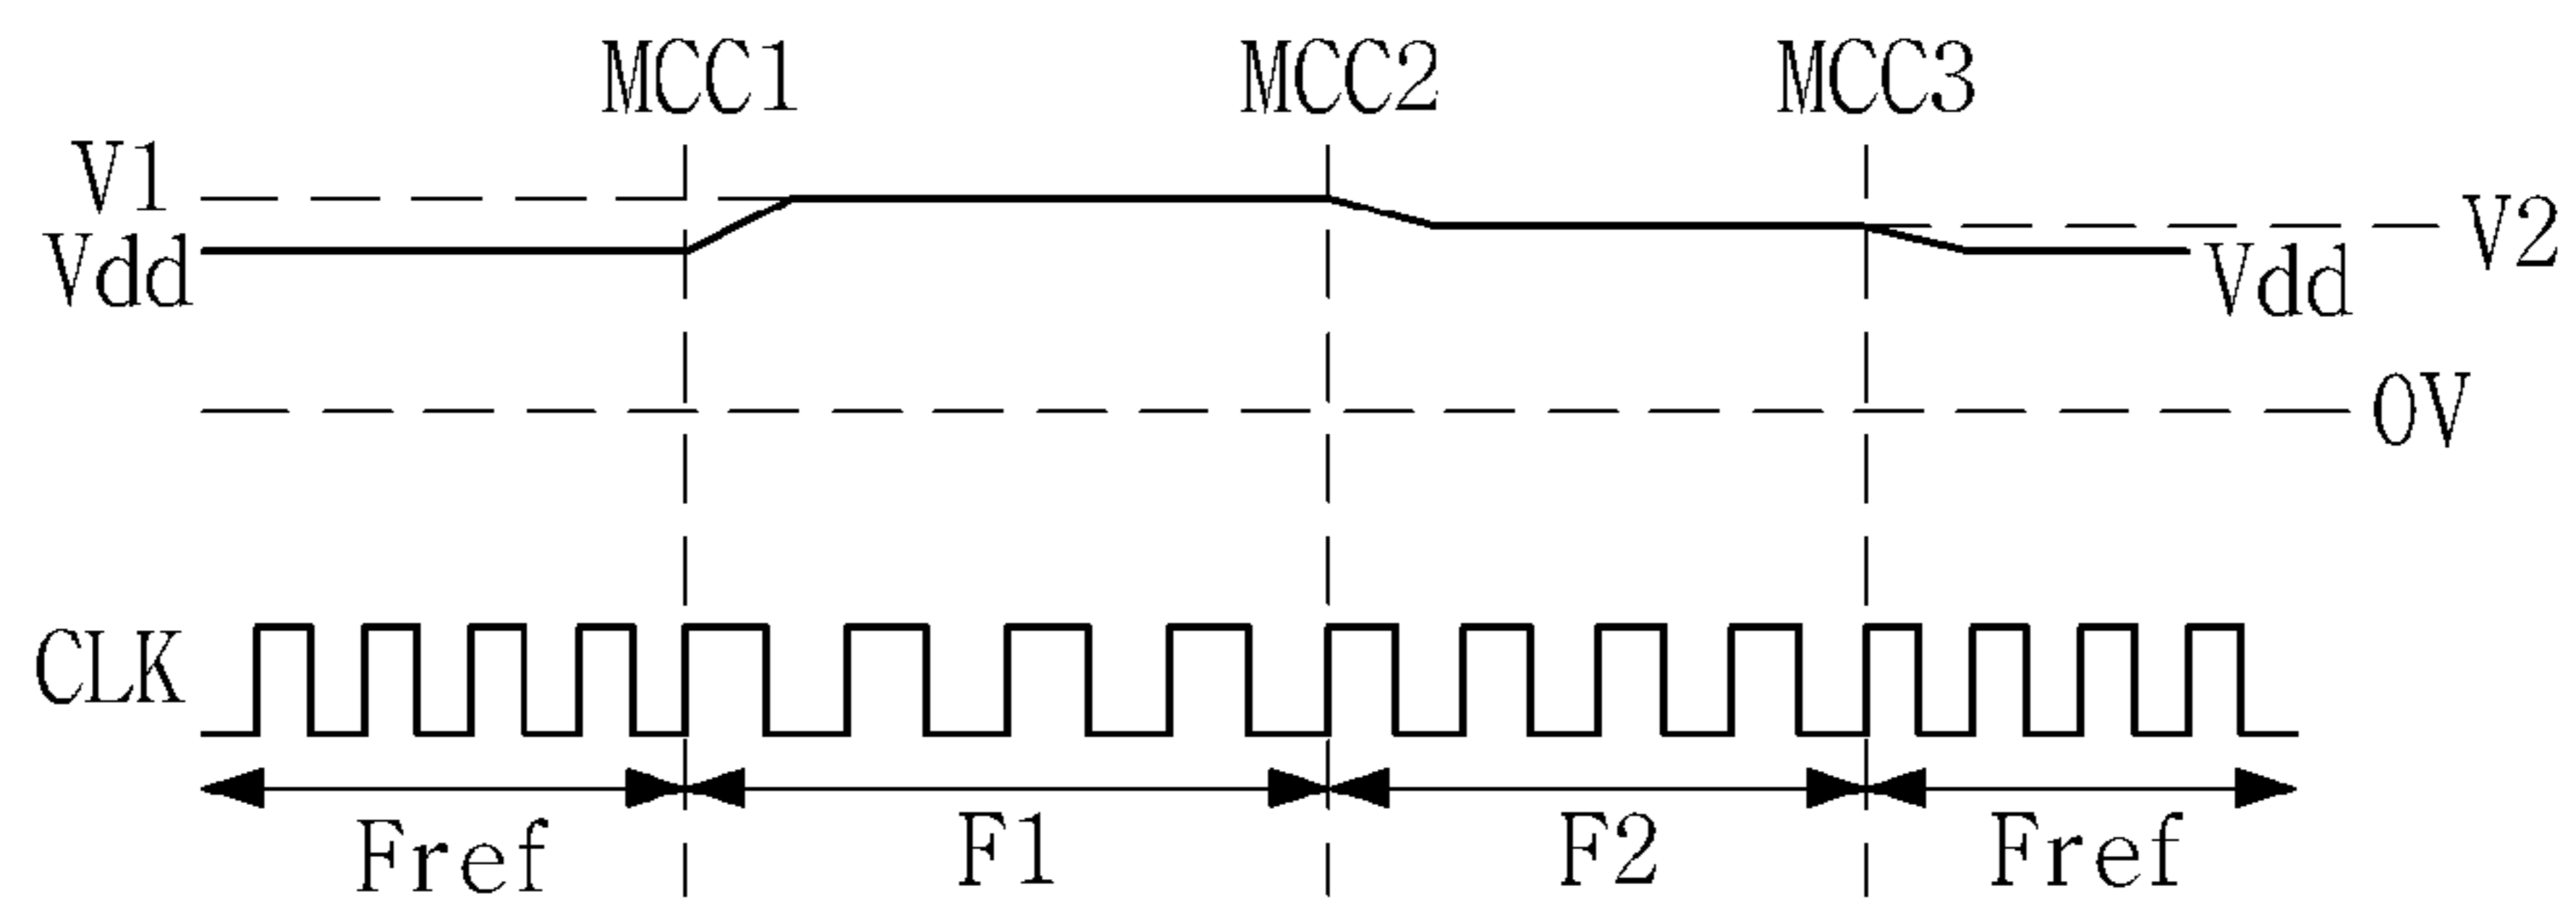 MCC1 MCC2 MCC3
V1
V2
Vdd
Vdd
0V
CLK
Fref F1 F2 Fref